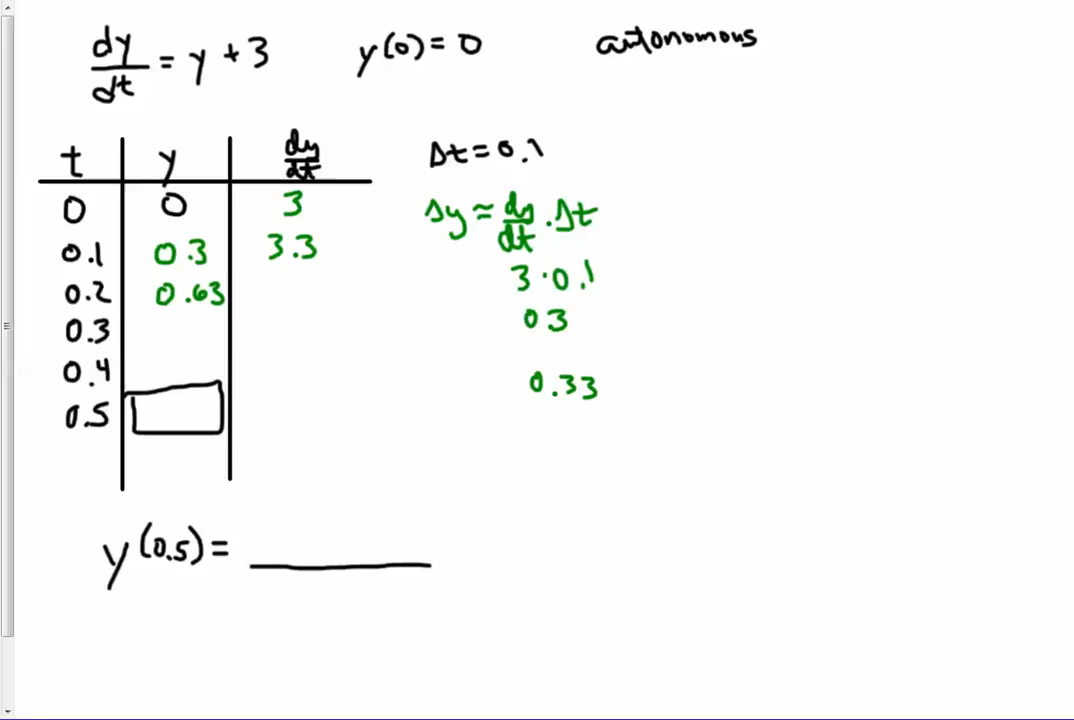 dy/dt = y + 3 y(0) = 0 autonomous
t y dy/dt Δt = 0.1
0 0 3 Δy ≈ dy/dt · Δt
0.1 0.3 3.3
3 · 0.1
0.2 0.63
0 3
0.3
0.4
0.33
0.5
y(0.5) =